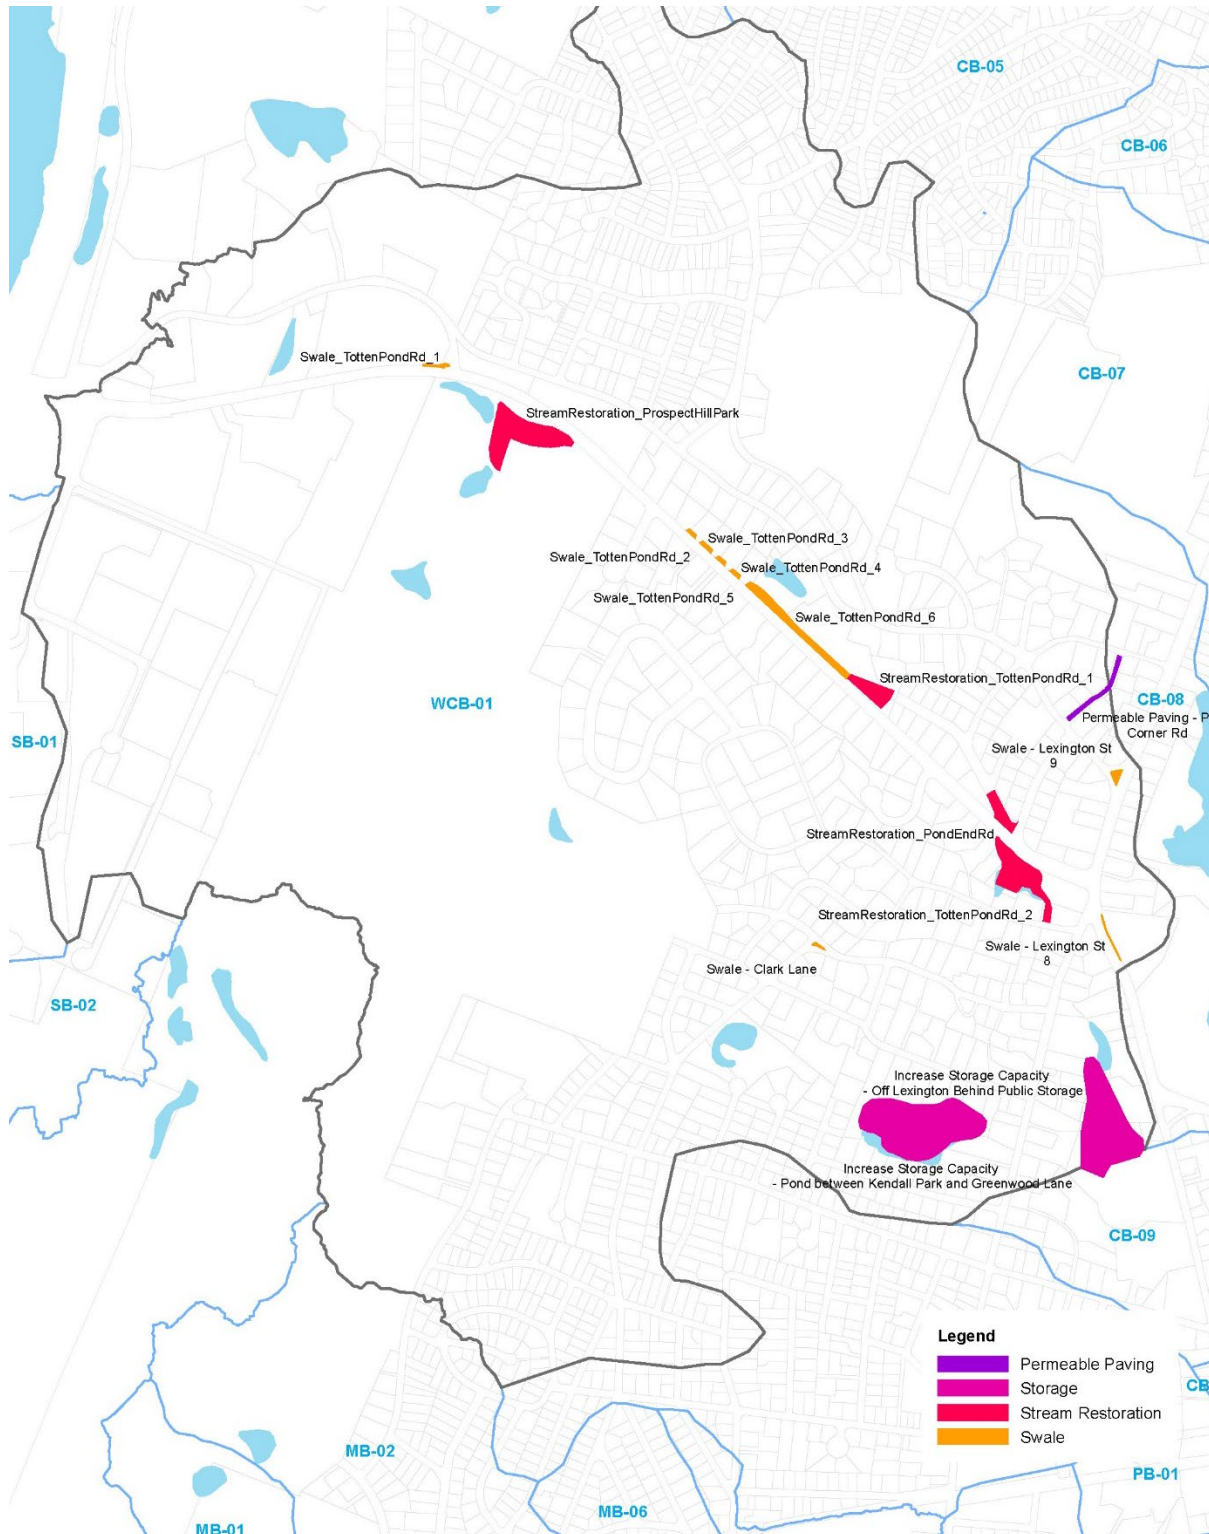 CB-05
CB-06
Swale_TottenPondRd_1
CB-07
StreamRestoration_ProspectHillPark
Swale_TottenPondRd_3
Swale_TottenPondRd_2
Swale_TottenPondRd_4
Swale_TottenPondRd_5
Swale_TottenPondRd_6
StreamRestoration_TottenPondRd_1
WCB-01
CB-08
SB-01
Permeable Paving - P
Corner Rd
Swale - Lexington St
9
StreamRestoration_PondEndRd
StreamRestoration_TottenPondRd_2
Swale - Lexington St
8
Swale - Clark Lane
SB-02
Increase Storage Capacity
- Off Lexington Behind Public Storage
Increase Storage Capacity
- Pond between Kendall Park and Greenwood Lane
CB-09
Legend
Permeable Paving
Storage
Stream Restoration
Swale
CB
MB-02
PB-01
MB-06
MB-01